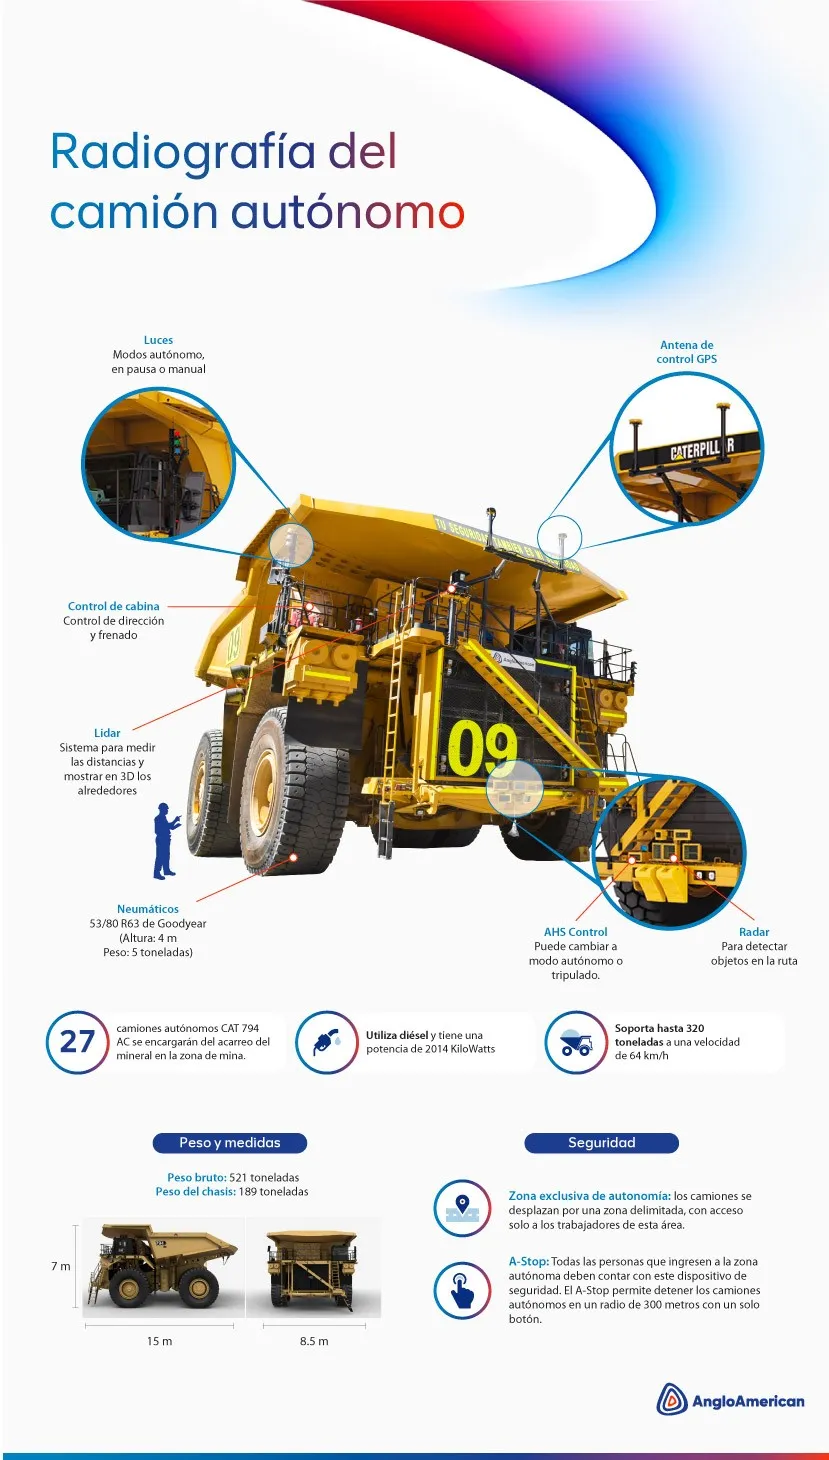 Radiografía del
camión autónomo
Luces
Modos autónomo,
en pausa o manual
Antena de
control GPS
CATERPILLAR
TU SEGURIDAD TAMBIEN ES MI
Control de cabina
Control de dirección
y frenado
09
AngloAmerican
Lidar
Sistema para medir
las distancias y
mostrar en 3D los
alrededores
09
Neumáticos
53/80 R63 de Goodyear
(Altura: 4 m
Peso: 5 toneladas)
AHS Control
Puede cambiar a
modo autónomo o
tripulado.
Radar
Para detectar
objetos en la ruta
27
camiones autónomos CAT 794
AC se encargarán del acarreo del
mineral en la zona de mina.
Utiliza diésel y tiene una
potencia de 2014 KiloWatts
Soporta hasta 320
toneladas a una velocidad
de 64 km/h
Peso y medidas
Peso bruto: 521 toneladas
Peso del chasis: 189 toneladas
794
7 m
15 m
8.5 m
Seguridad
Zona exclusiva de autonomía: los camiones se
desplazan por una zona delimitada, con acceso
solo a los trabajadores de esta área.
A-Stop: Todas las personas que ingresen a la zona
autónoma deben contar con este dispositivo de
seguridad. El A-Stop permite detener los camiones
autónomos en un radio de 300 metros con un solo
botón.
AngloAmerican